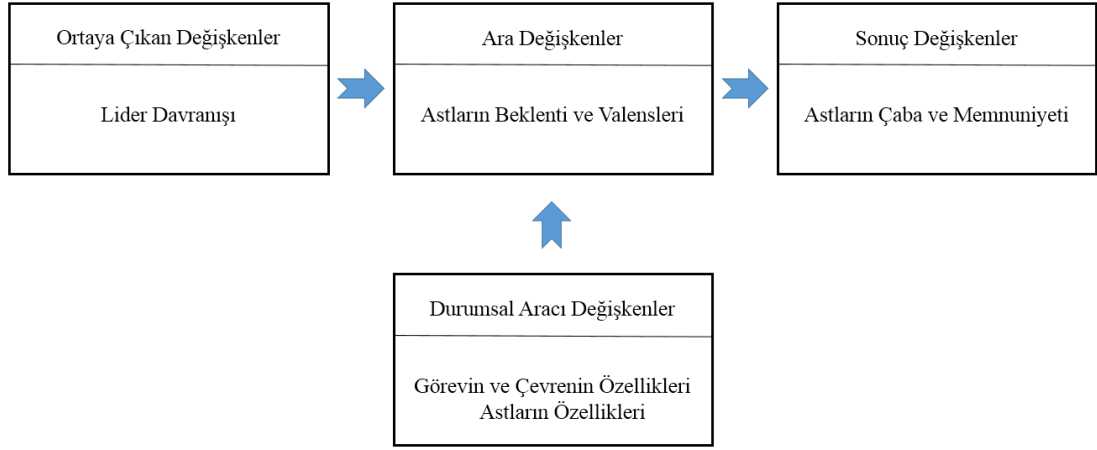 Ortaya Çıkan Değişkenler
Lider Davranışı
Ara Değişkenler
Astların Beklenti ve Valensleri
Sonuç Değişkenler
Astların Çaba ve Memnuniyeti
Durumsal Aracı Değişkenler
Görevin ve Çevrenin Özellikleri
Astların Özellikleri